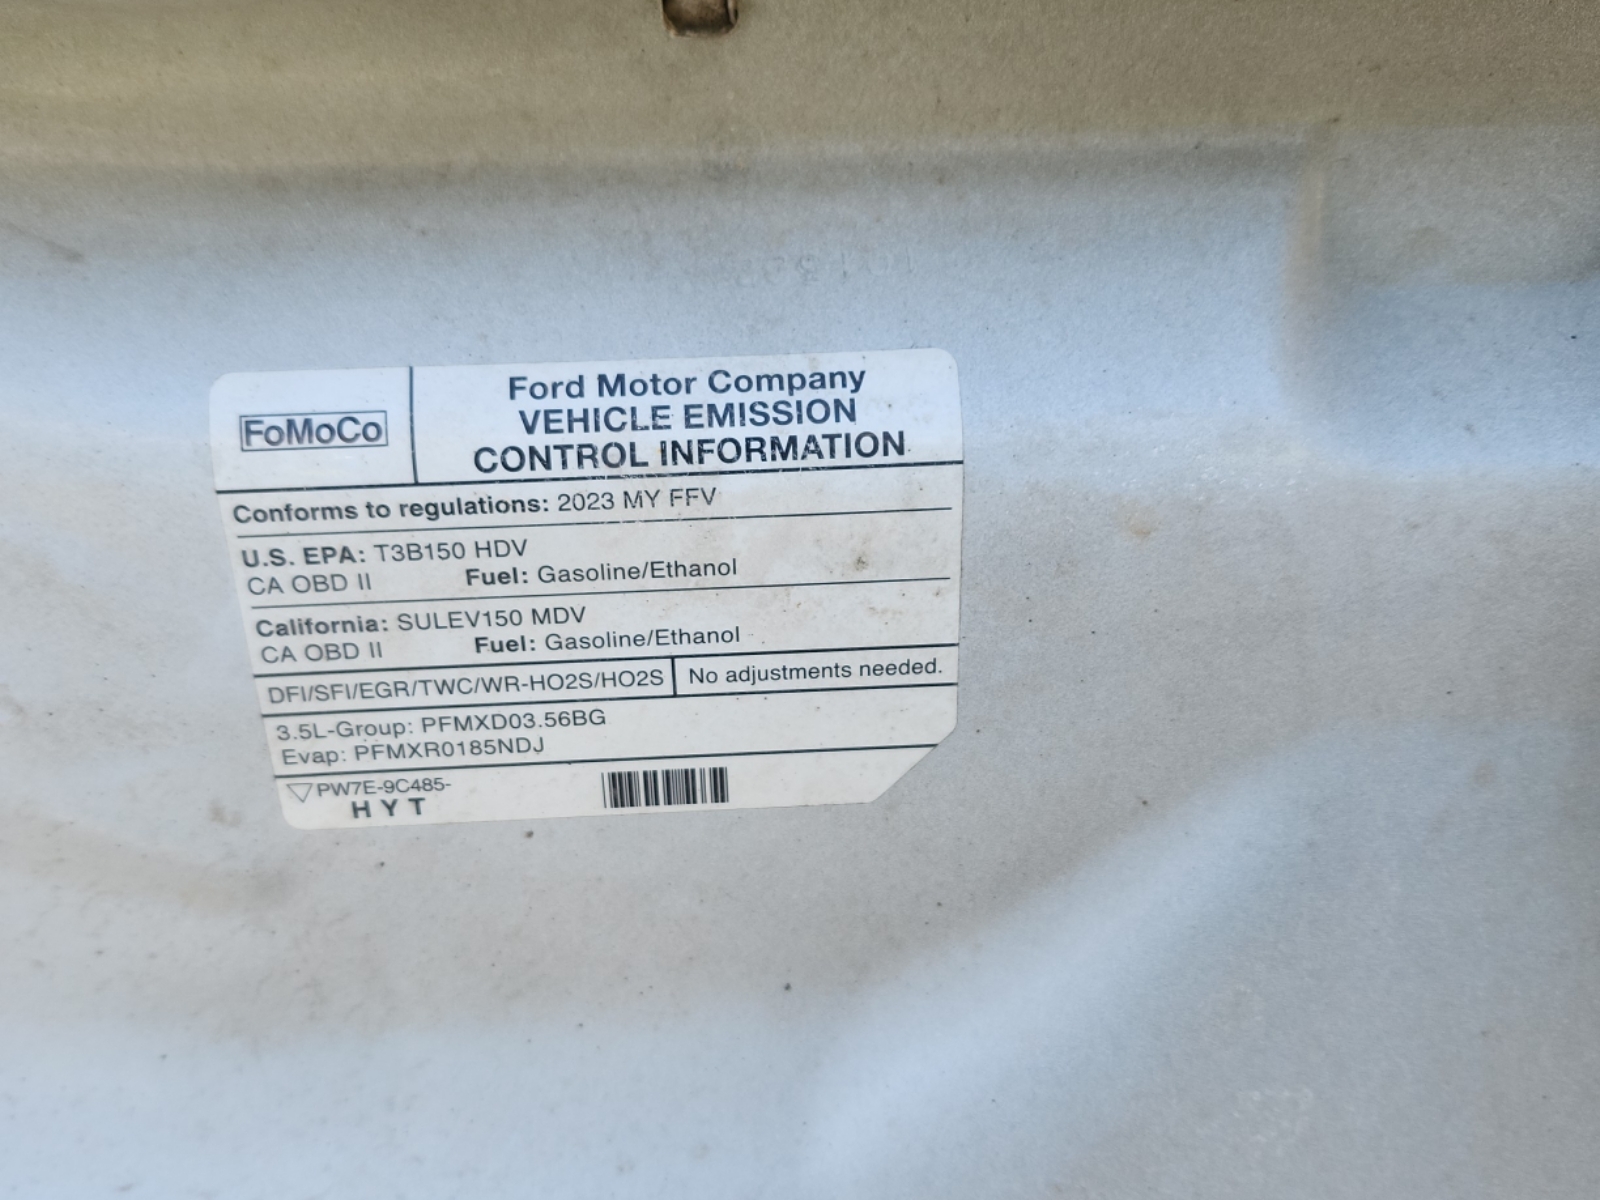 FoMoCo
Ford Motor Company
VEHICLE EMISSION
CONTROL INFORMATION
Conforms to regulations: 2023 MY FFV
U.S. EPA: T3B150 HDV
CA OBD II Fuel: Gasoline/Ethanol
California: SULEV150 MDV
CA OBD II Fuel: Gasoline/Ethanol
DFI/SFI/EGR/TWC/WR-HO2S/HO2S No adjustments needed.
3.5L-Group: PFMXD03.56BG
Evap: PFMXR0185NDJ
PW7E-9C485-
HYT